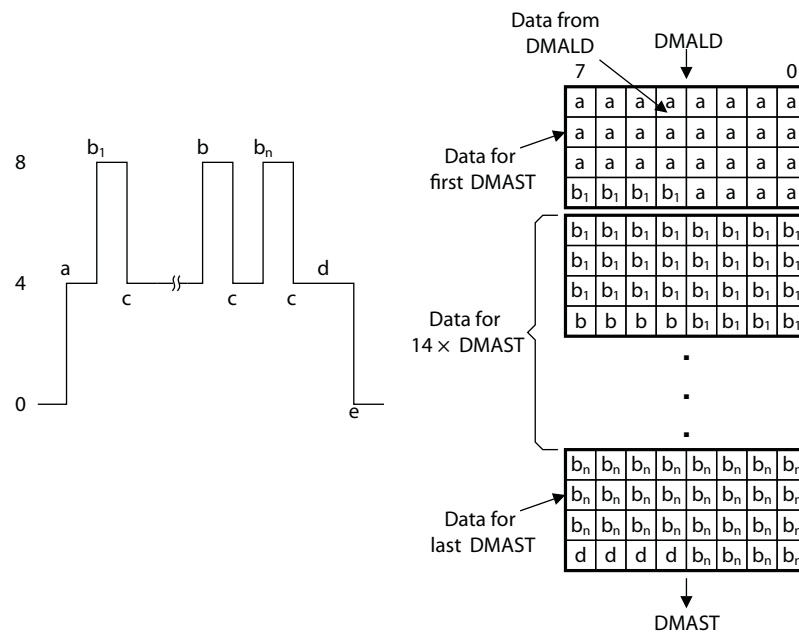 8
4
0
a
b₁
c
b
c
bₙ
c
d
e
Data from
DMALD
DMALD
7 0
a a a a a a a a
a a a a a a a a
a a a a a a a a
b₁ b₁ b₁ b₁ a a a a
Data for
first DMAST
b₁ b₁ b₁ b₁ b₁ b₁ b₁ b₁
b₁ b₁ b₁ b₁ b₁ b₁ b₁ b₁
b₁ b₁ b₁ b₁ b₁ b₁ b₁ b₁
b b b b b₁ b₁ b₁ b₁
Data for
14 × DMAST
bₙ bₙ bₙ bₙ bₙ bₙ bₙ bₙ
bₙ bₙ bₙ bₙ bₙ bₙ bₙ bₙ
bₙ bₙ bₙ bₙ bₙ bₙ bₙ bₙ
d d d d bₙ bₙ bₙ bₙ
Data for
last DMAST
DMAST